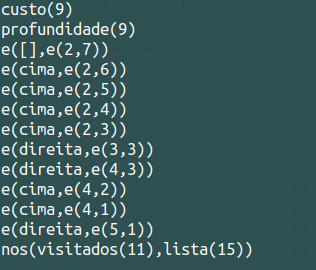 custo(9)
profundidade(9)
e([],e(2,7))
e(cima,e(2,6))
e(cima,e(2,5))
e(cima,e(2,4))
e(cima,e(2,3))
e(direita,e(3,3))
e(direita,e(4,3))
e(cima,e(4,2))
e(cima,e(4,1))
e(direita,e(5,1))
nos(visitados(11),lista(15))